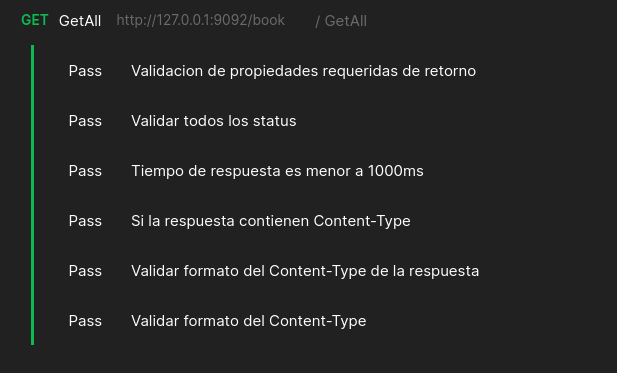 GET GetAll http://127.0.0.1:9092/book / GetAll
Pass Validacion de propiedades requeridas de retorno
Pass Validar todos los status
Pass Tiempo de respuesta es menor a 1000ms
Pass Si la respuesta contienen Content-Type
Pass Validar formato del Content-Type de la respuesta
Pass Validar formato del Content-Type